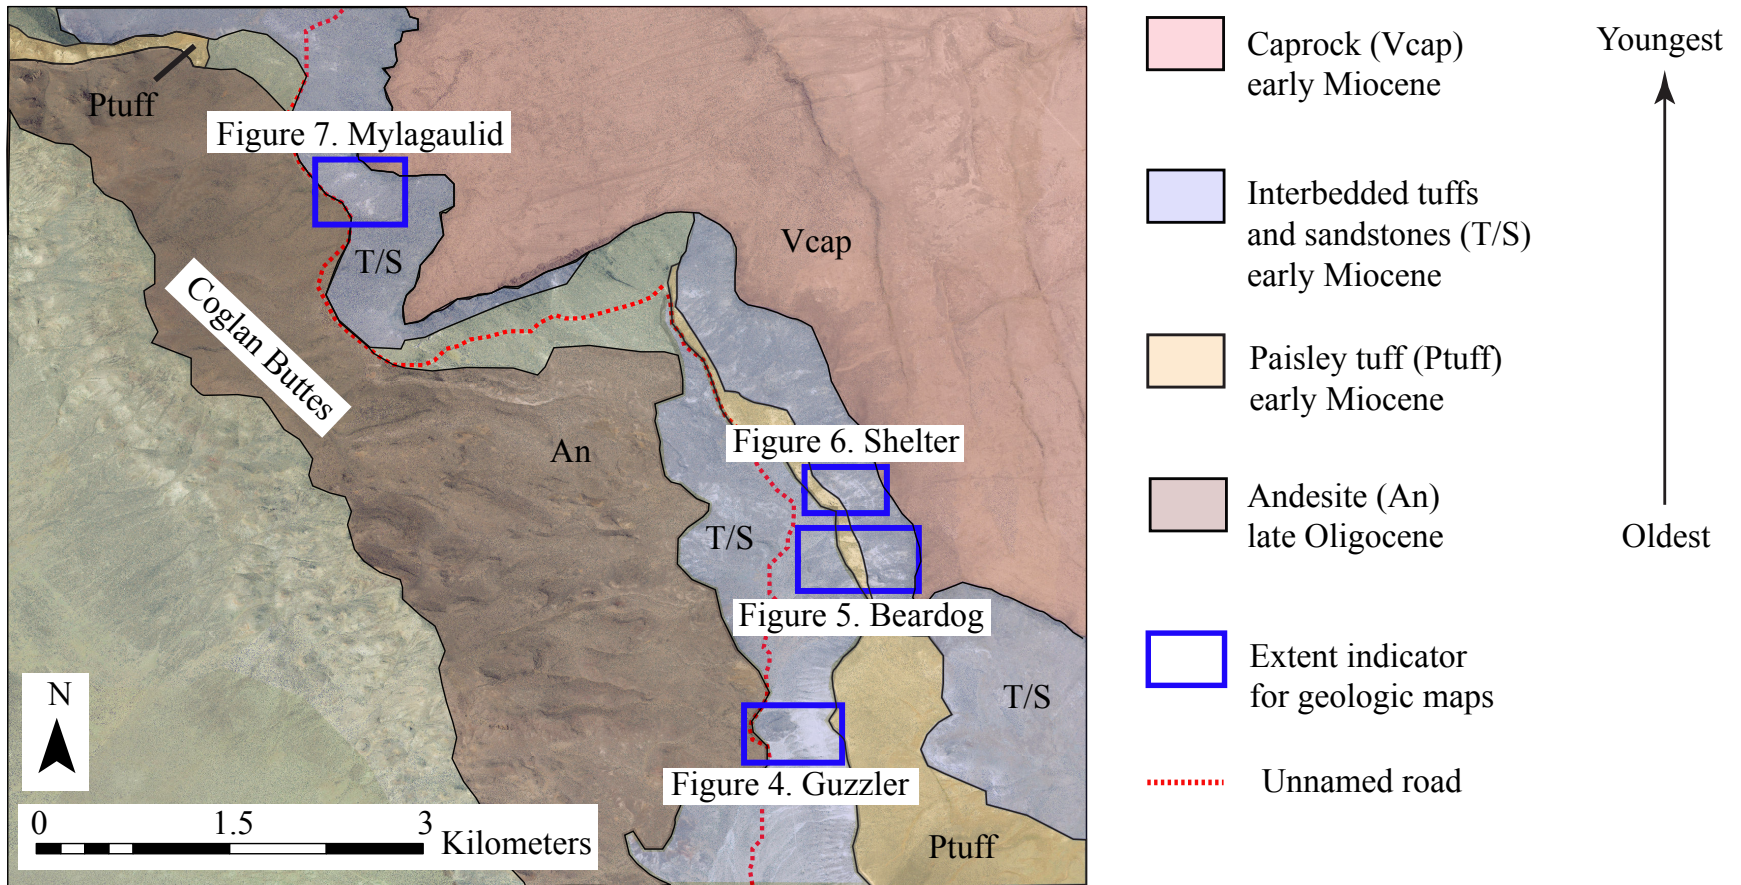 Ptuff
Figure 7. Mylagaulid
T/S
Vcap
Coglan Buttes
An
Figure 6. Shelter
T/S
Figure 5. Beardog
T/S
Figure 4. Guzzler
Ptuff
N
0 1.5 3
Kilometers
Caprock (Vcap)
early Miocene
Interbedded tuffs
and sandstones (T/S)
early Miocene
Paisley tuff (Ptuff)
early Miocene
Andesite (An)
late Oligocene
Extent indicator
for geologic maps
Unnamed road
Youngest
Oldest